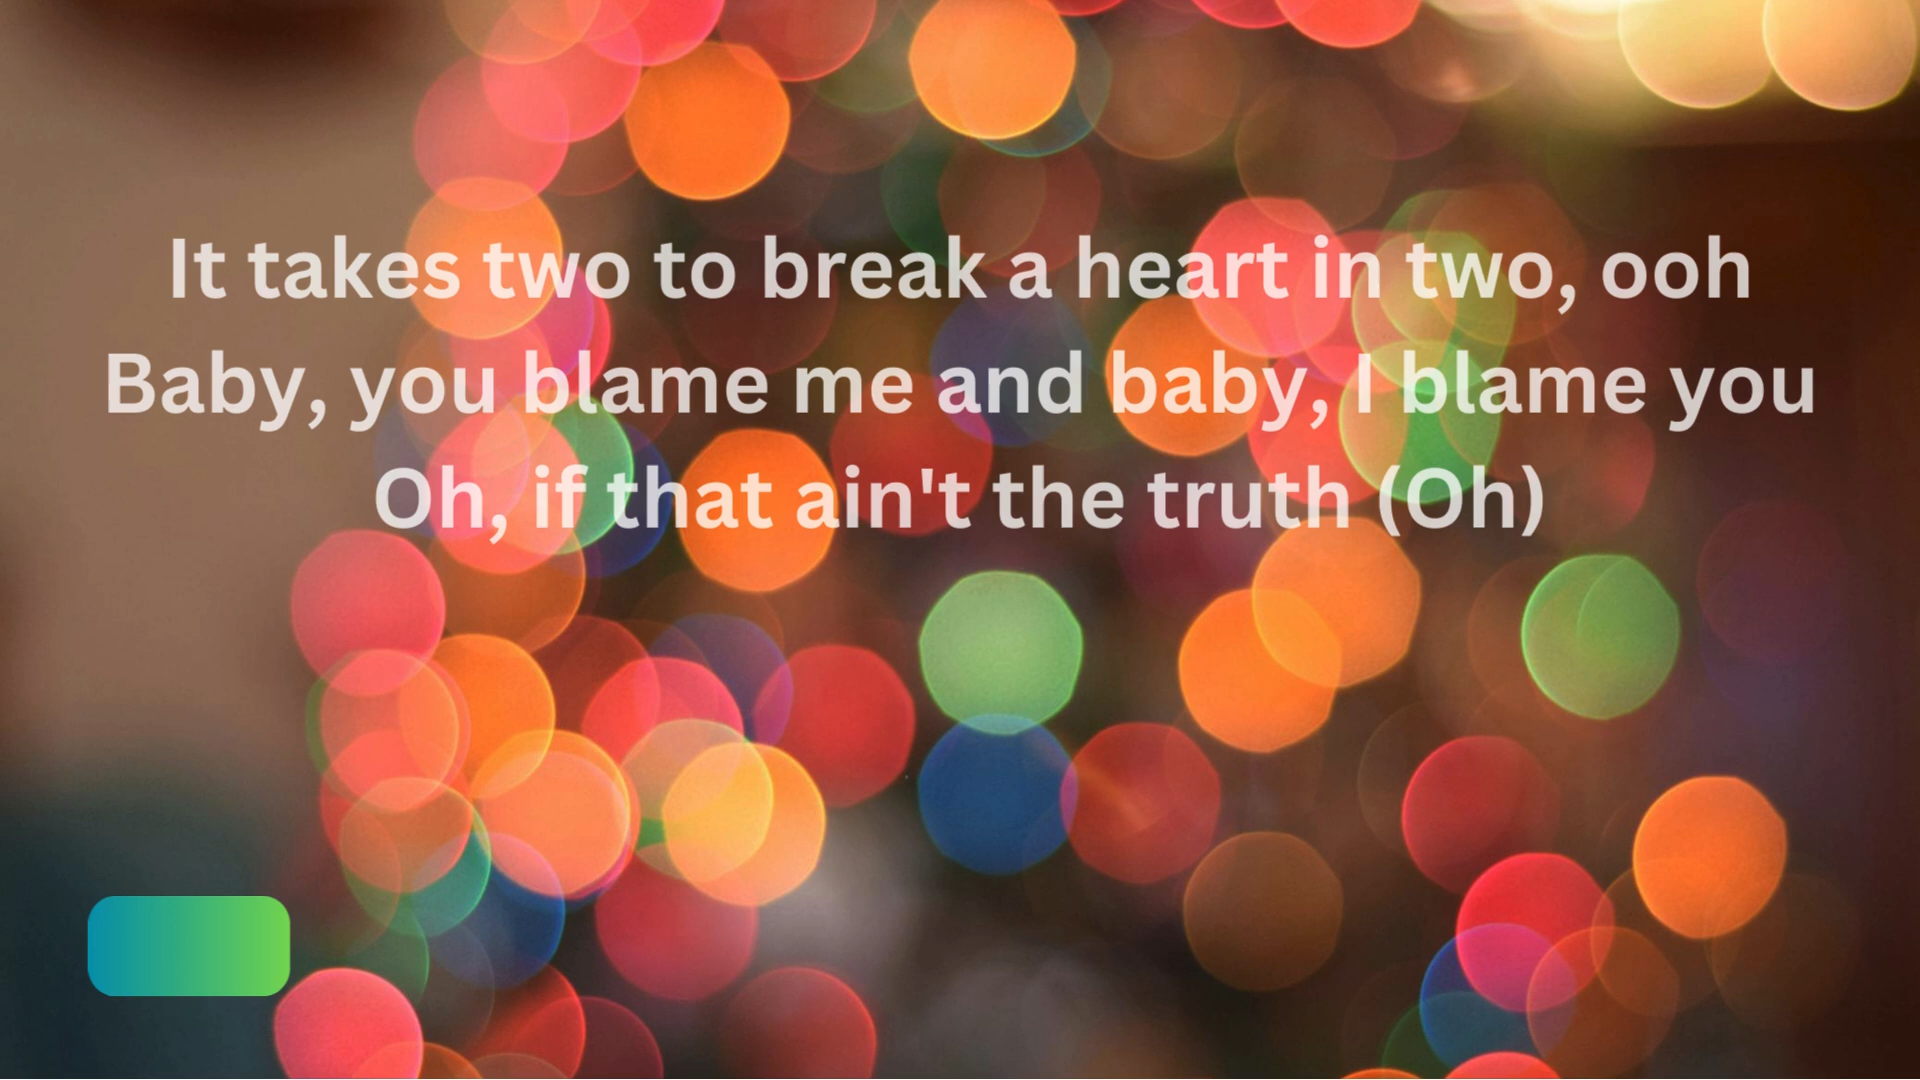 It takes two to break a heart in two, ooh
Baby, you blame me and baby, I blame you
Oh, if that ain't the truth (Oh)